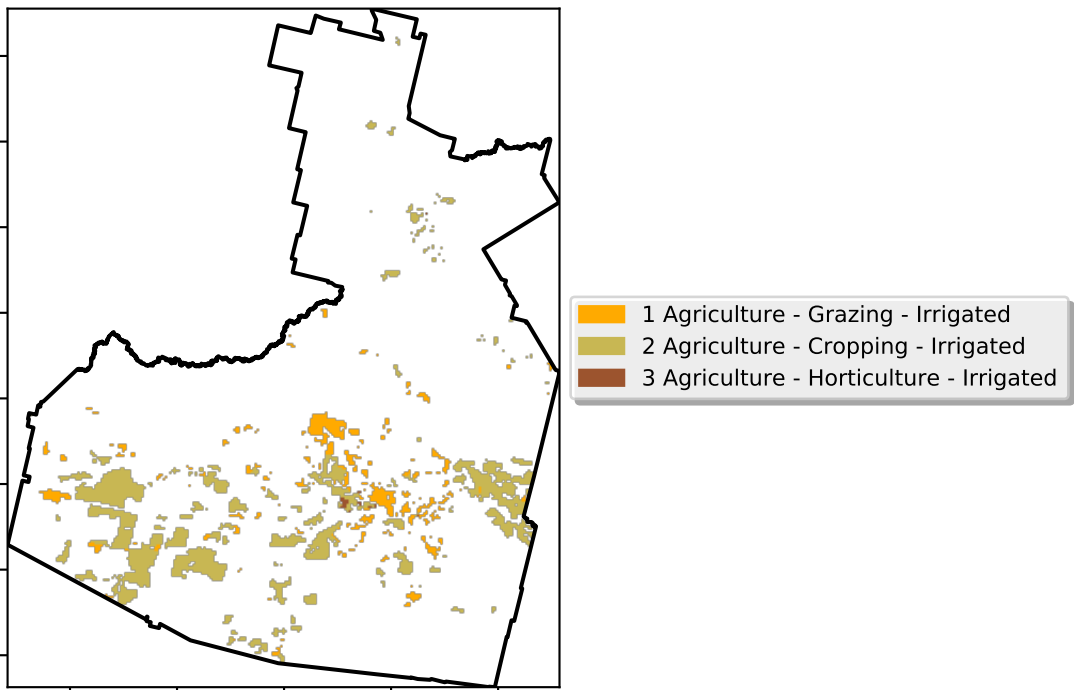 1 Agriculture - Grazing - Irrigated
2 Agriculture - Cropping - Irrigated
3 Agriculture - Horticulture - Irrigated